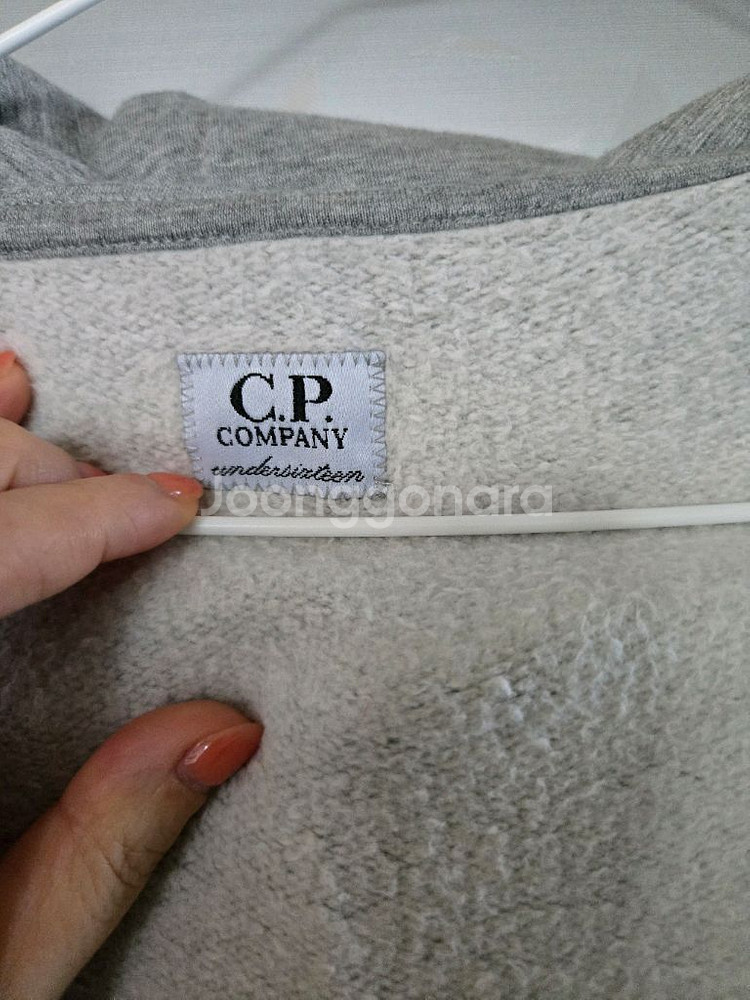 C.P.
COMPANY
undersixteen
Joonggonara